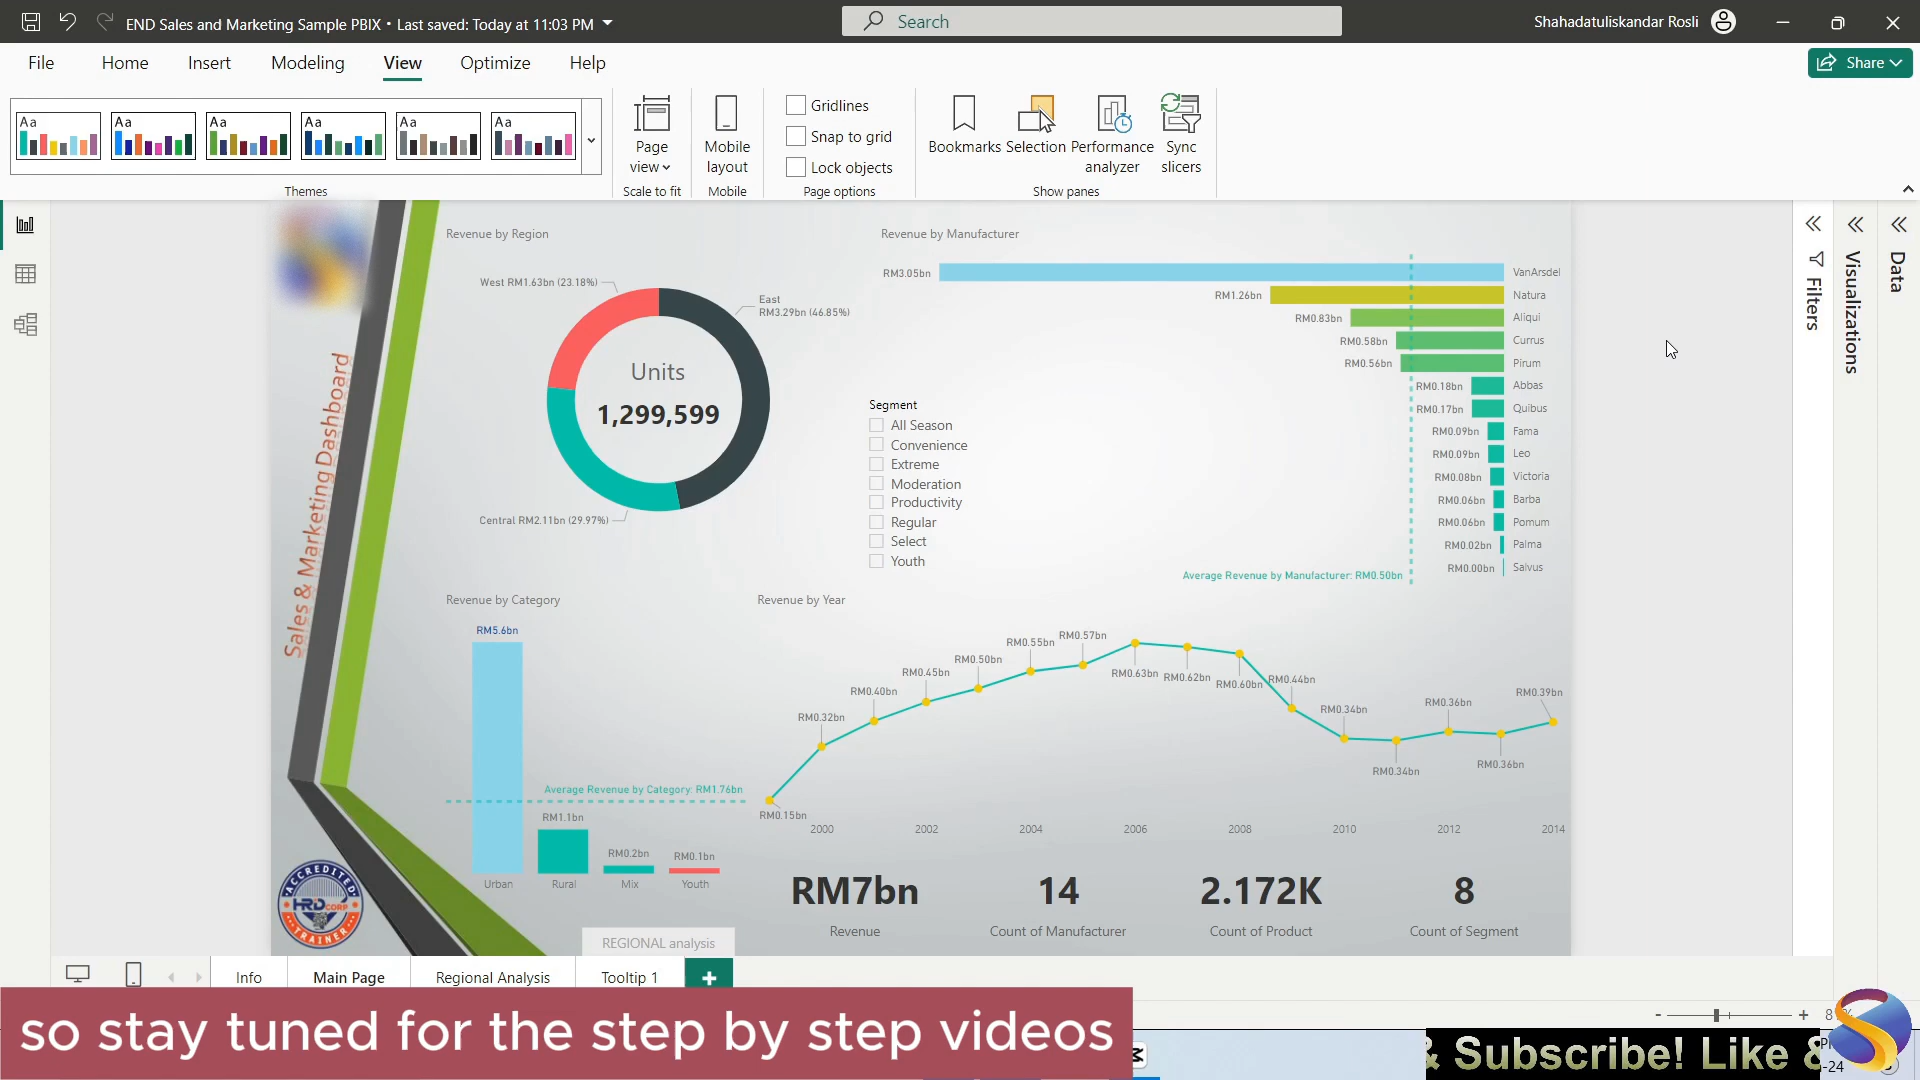 END Sales and Marketing Sample PBIX • Last saved: Today at 11:03 PM
Search
Shahadatuliskandar Rosli
File Home Insert Modeling View Optimize Help
Share
Aa Aa Aa Aa Aa Aa
Page view
Mobile layout
Gridlines
Snap to grid
Lock objects
Bookmarks Selection Performance analyzer Sync slicers
Themes Scale to fit Mobile Page options Show panes
Filters
Visualizations
Data
Sales & Marketing Dashboard
Revenue by Region
West RM1.63bn (23.18%)
East
RM3.29bn (46.85%)
Units
1,299,599
Central RM2.11bn (29.97%)
Segment
All Season
Convenience
Extreme
Moderation
Productivity
Regular
Select
Youth
Revenue by Manufacturer
RM3.05bn VanArsdel
RM1.26bn Natura
RM0.83bn Aliqui
RM0.58bn Currus
RM0.56bn Pirum
RM0.18bn Abbas
RM0.17bn Quibus
RM0.09bn Fama
RM0.09bn Leo
RM0.08bn Victoria
RM0.06bn Barba
RM0.06bn Pomum
RM0.02bn Palma
RM0.00bn Salvus
Average Revenue by Manufacturer: RM0.50bn
Revenue by Category
RM5.6bn
Average Revenue by Category: RM1.76bn
RM1.1bn
RM0.2bn
RM0.1bn
Urban Rural Mix Youth
Revenue by Year
RM0.15bn
RM0.32bn
RM0.40bn
RM0.45bn
RM0.50bn
RM0.55bn
RM0.57bn
RM0.63bn
RM0.62bn
RM0.60bn
RM0.44bn
RM0.34bn
RM0.34bn
RM0.36bn
RM0.36bn
RM0.39bn
2000 2002 2004 2006 2008 2010 2012 2014
RM7bn 14 2.172K 8
Revenue Count of Manufacturer Count of Product Count of Segment
ACCREDITED
HRD CORP
TRAINER
REGIONAL analysis
Info Main Page Regional Analysis Tooltip 1
so stay tuned for the step by step videos
& Subscribe! Like &
-24